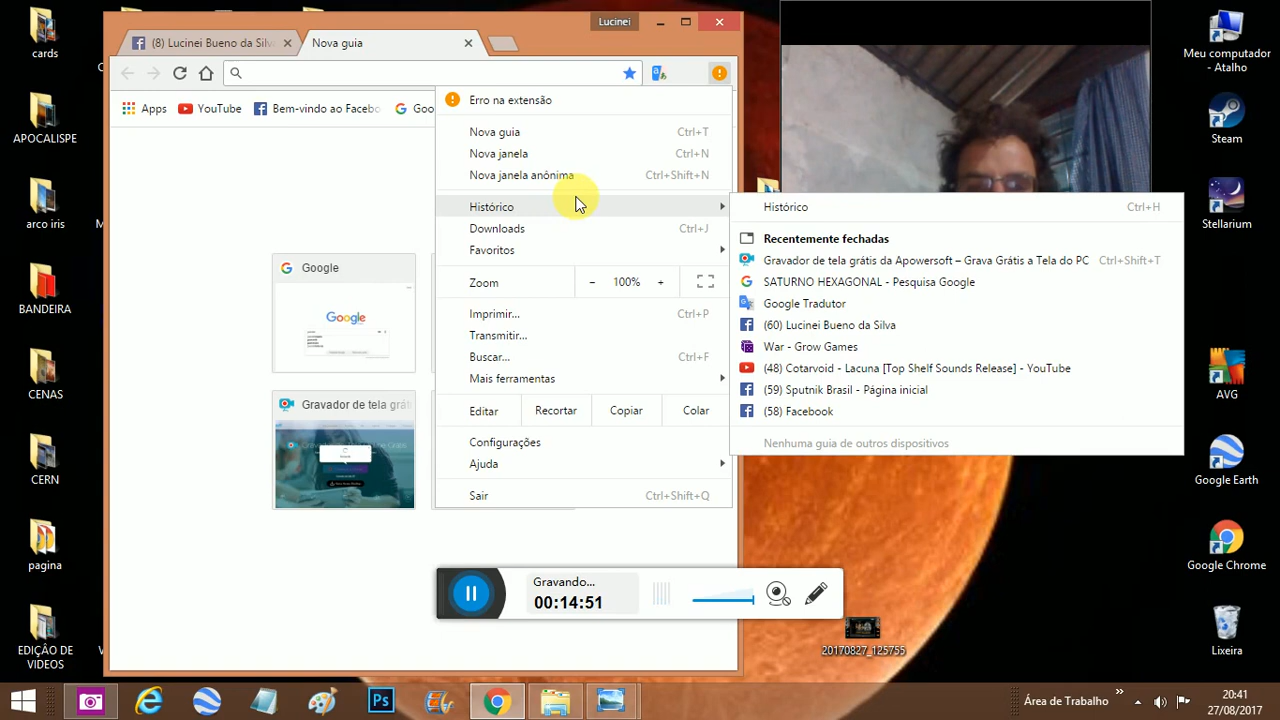 cards
APOCALISPE
arco iris
BANDEIRA
CENAS
CERN
pagina
EDIÇÃO DE
VIDEOS
Lucinei
(8) Lucinei Bueno da Silva
Nova guia
Apps
YouTube
Bem-vindo ao Facebo
Goo
Google
Google
Gravador de tela gráti
Erro na extensão
Nova guia Ctrl+T
Nova janela Ctrl+N
Nova janela anônima Ctrl+Shift+N
Histórico
Downloads Ctrl+J
Favoritos
Zoom − 100% +
Imprimir... Ctrl+P
Transmitir...
Buscar... Ctrl+F
Mais ferramentas
Editar Recortar Copiar Colar
Configurações
Ajuda
Sair Ctrl+Shift+Q
Histórico Ctrl+H
Recentemente fechadas
Gravador de tela grátis da Apowersoft – Grava Grátis a Tela do PC Ctrl+Shift+T
SATURNO HEXAGONAL - Pesquisa Google
Google Tradutor
(60) Lucinei Bueno da Silva
War - Grow Games
(48) Cotarvoid - Lacuna [Top Shelf Sounds Release] - YouTube
(59) Sputnik Brasil - Página inicial
(58) Facebook
Nenhuma guia de outros dispositivos
Gravando...
00:14:51
20170827_125755
Meu computador
- Atalho
Steam
Stellarium
AVG
Google Earth
Google Chrome
Lixeira
Ps
Área de Trabalho
»
20:41
27/08/2017